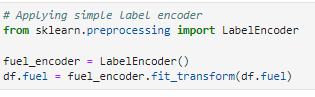 # Applying simple label encoder
from sklearn.preprocessing import LabelEncoder
fuel_encoder = LabelEncoder()
df.fuel = fuel_encoder.fit_transform(df.fuel)